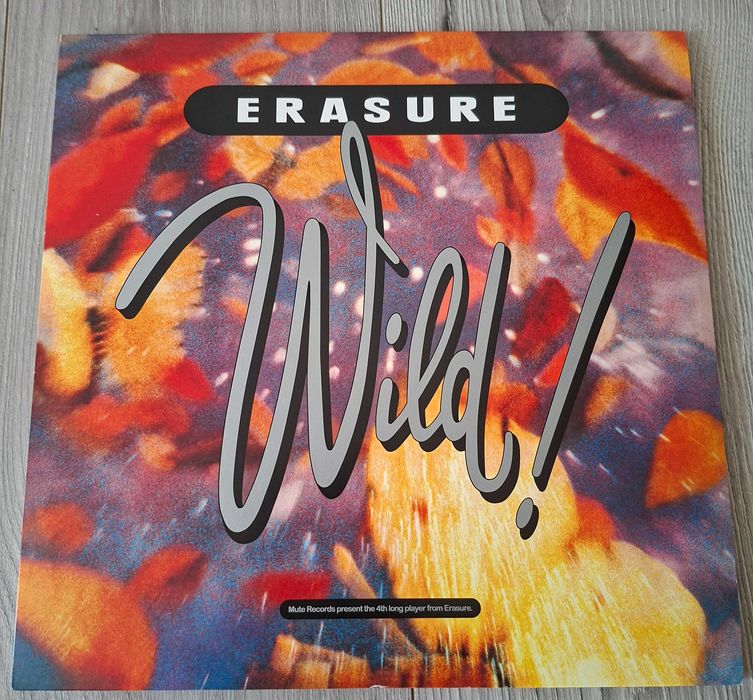 ERASURE
Wild!
Mute Records present the 4th long player from Erasure.